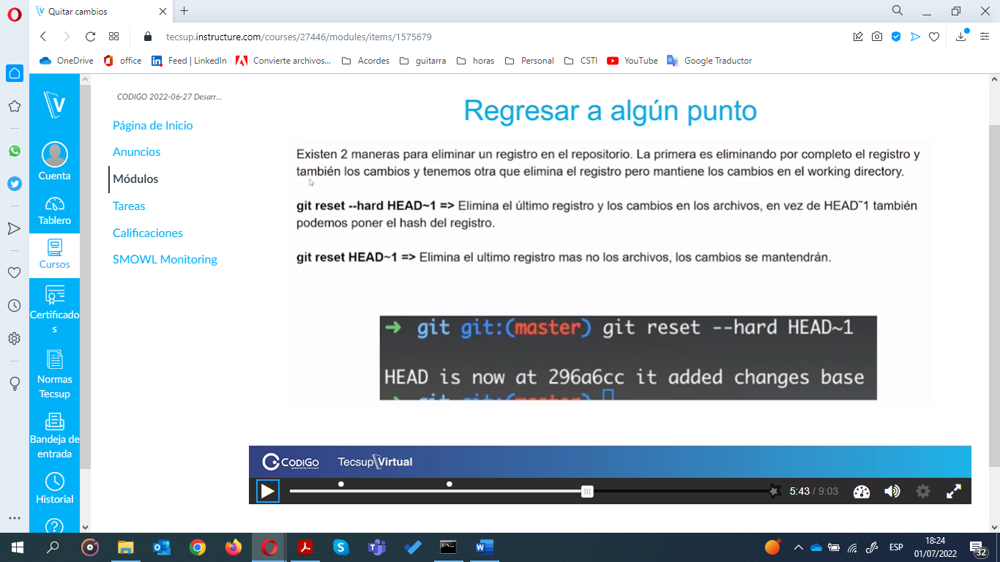 Quitar cambios
tecsup.instructure.com/courses/27446/modules/items/1575679
OneDrive
office
Feed | LinkedIn
Convierte archivos...
Acordes
guitarra
horas
Personal
CSTI
YouTube
Google Traductor
V
Cuenta
Tablero
Cursos
Certificado
s
Normas
Tecsup
Bandeja de
entrada
Historial
CODIGO 2022-06-27 Desarr...
Página de Inicio
Anuncios
Módulos
Tareas
Calificaciones
SMOWL Monitoring
Regresar a algún punto
Existen 2 maneras para eliminar un registro en el repositorio. La primera es eliminando por completo el registro y
también los cambios y tenemos otra que elimina el registro pero mantiene los cambios en el working directory.
git reset --hard HEAD~1 => Elimina el último registro y los cambios en los archivos, en vez de HEAD˜1 también
podemos poner el hash del registro.
git reset HEAD~1 => Elimina el ultimo registro mas no los archivos, los cambios se mantendrán.
➜ git git:(master) git reset --hard HEAD~1
HEAD is now at 296a6cc it added changes base
➜ git git:(master)
CODIGO
Tecsup Virtual
5:43 / 9:03
ESP
18:24
01/07/2022
32